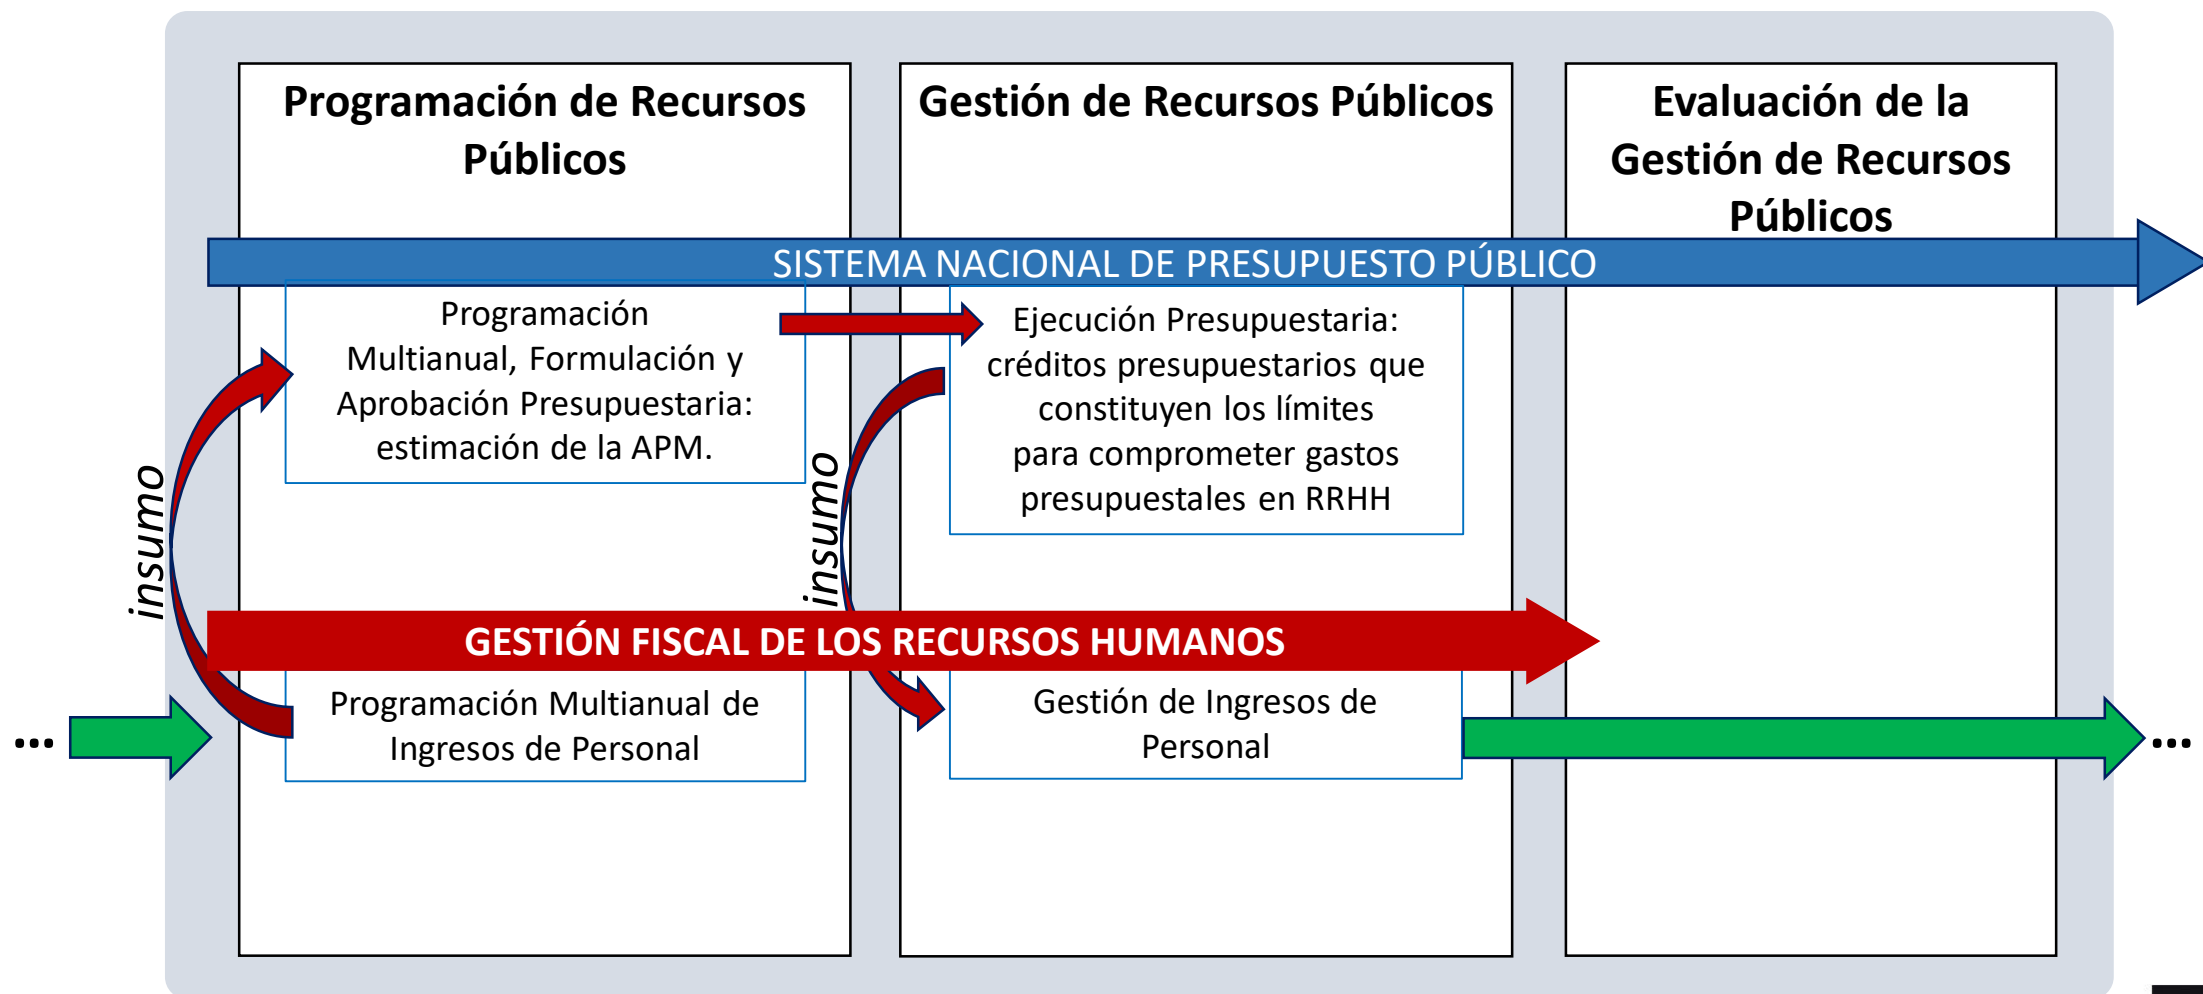 Programación de Recursos
Públicos
Gestión de Recursos Públicos
Evaluación de la
Gestión de Recursos
Públicos
SISTEMA NACIONAL DE PRESUPUESTO PÚBLICO
Programación
Multianual, Formulación y
Aprobación Presupuestaria:
estimación de la APM.
Ejecución Presupuestaria:
créditos presupuestarios que
constituyen los límites
para comprometer gastos
presupuestales en RRHH
insumo
insumo
GESTIÓN FISCAL DE LOS RECURSOS HUMANOS
Programación Multianual de
Ingresos de Personal
Gestión de Ingresos de
Personal
...
...